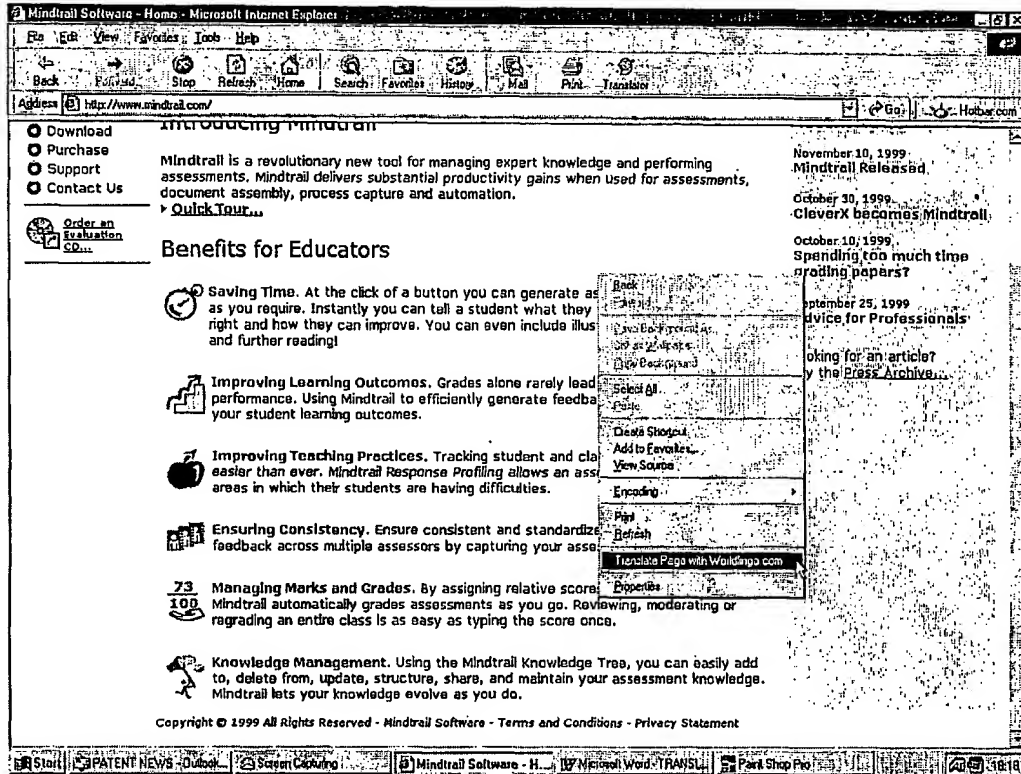 Mindtrail Software - Home - Microsoft Internet Explorer
File Edit View Favorites Tools Help
Back Forward Stop Refresh Home Search Favorites History Mail Print Translator
Address http://www.mindtrail.com/ Go Hotbar.com
Download
Purchase
Support
Contact Us
Order an
Evaluation
CD...
Introducing Mindtrail
Mindtrail is a revolutionary new tool for managing expert knowledge and performing
assessments. Mindtrail delivers substantial productivity gains when used for assessments,
document assembly, process capture and automation.
Quick Tour...
Benefits for Educators
Saving Time. At the click of a button you can generate as
as you require. Instantly you can tell a student what they
right and how they can improve. You can even include illus
and further reading!
Improving Learning Outcomes. Grades alone rarely lead
performance. Using Mindtrail to efficiently generate feedba
your student learning outcomes.
Improving Teaching Practices. Tracking student and cla
easier than ever. Mindtrail Response Profiling allows an ass
areas in which their students are having difficulties.
Ensuring Consistency. Ensure consistent and standardize
feedback across multiple assessors by capturing your asse
73
100
Managing Marks and Grades. By assigning relative score
Mindtrail automatically grades assessments as you go. Reviewing, moderating or
regrading an entire class is as easy as typing the score once.
Knowledge Management. Using the Mindtrail Knowledge Tree, you can easily add
to, delete from, update, structure, share, and maintain your assessment knowledge.
Mindtrail lets your knowledge evolve as you do.
Copyright © 1999 All Rights Reserved - Mindtrail Software - Terms and Conditions - Privacy Statement
Back
Forward
Save Background As...
Set as Wallpaper
Copy Background
Select All
Paste
Create Shortcut
Add to Favorites...
View Source
Encoding
Print
Refresh
Translate Page with Worldlingo.com
Properties
November 10, 1999
Mindtrail Released
October 30, 1999
CleverX becomes Mindtrail
October 10, 1999
Spending too much time
grading papers?
eptember 25, 1999
dvice for Professionals
oking for an article?
y the Press Archive...
Start PATENT NEWS - Outlook... Screen Capturing Mindtrail Software - H... Microsoft Word - TRANSL... Paint Shop Pro 18:18